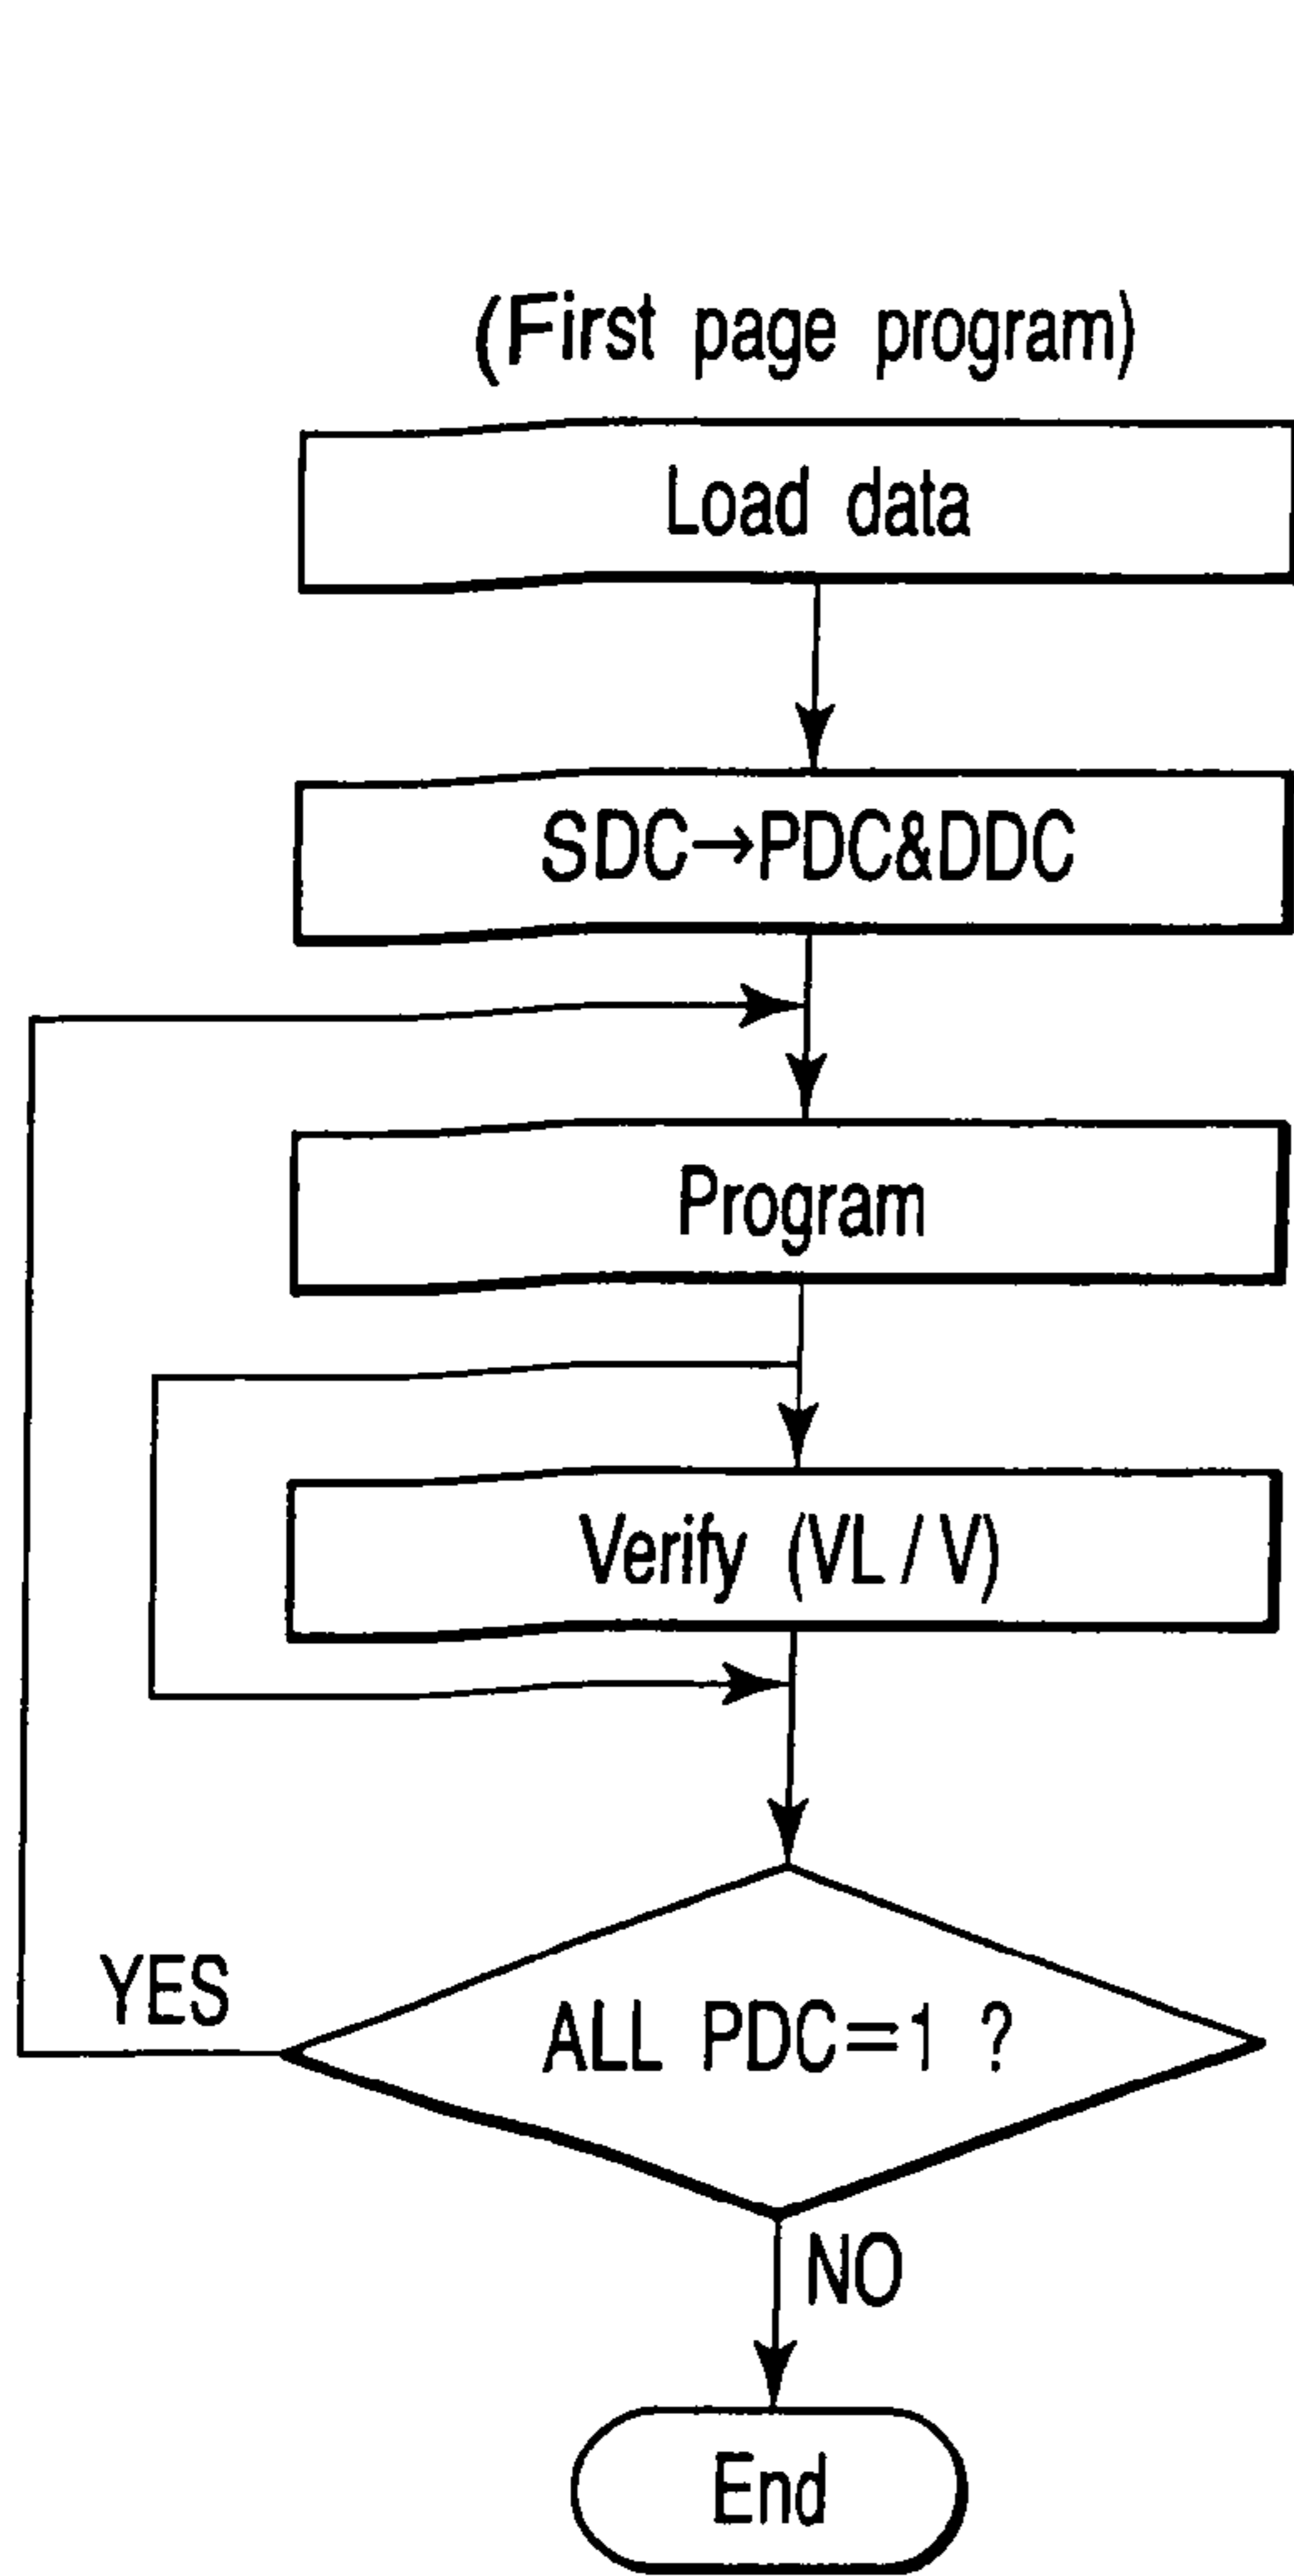 (First page program)
Load data
SDC→PDC&DDC
Program
Verify (VL / V)
YES
ALL PDC=1 ?
NO
End